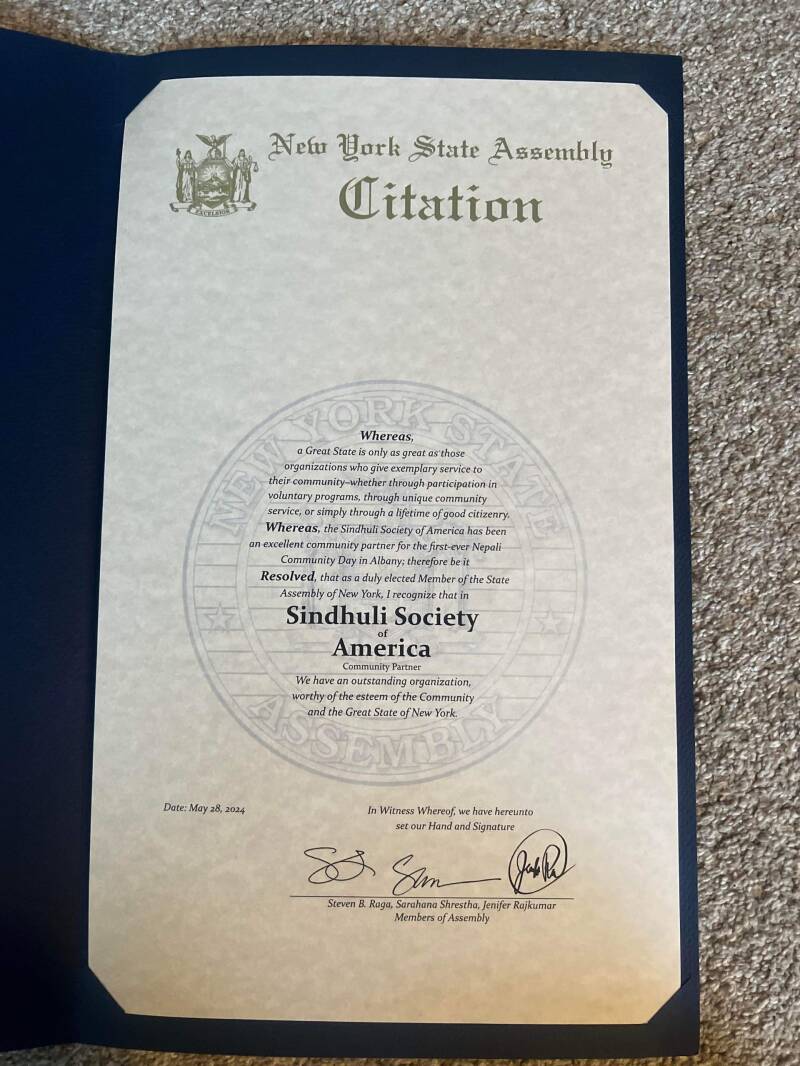 New York State Assembly
Citation
EXCELSIOR
NEW YORK STATE
Whereas,
a Great State is only as great as those
organizations who give exemplary service to
their community–whether through participation in
voluntary programs, through unique community
service, or simply through a lifetime of good citizenry.
Whereas, the Sindhuli Society of America has been
an excellent community partner for the first-ever Nepali
Community Day in Albany; therefore be it
Resolved, that as a duly elected Member of the State
Assembly of New York, I recognize that in
Sindhuli Society
of
America
Community Partner
We have an outstanding organization,
worthy of the esteem of the Community
and the Great State of New York.
ASSEMBLY
Date: May 28, 2024
In Witness Whereof, we have hereunto
set our Hand and Signature
Steven B. Raga, Sarahana Shrestha, Jenifer Rajkumar
Members of Assembly